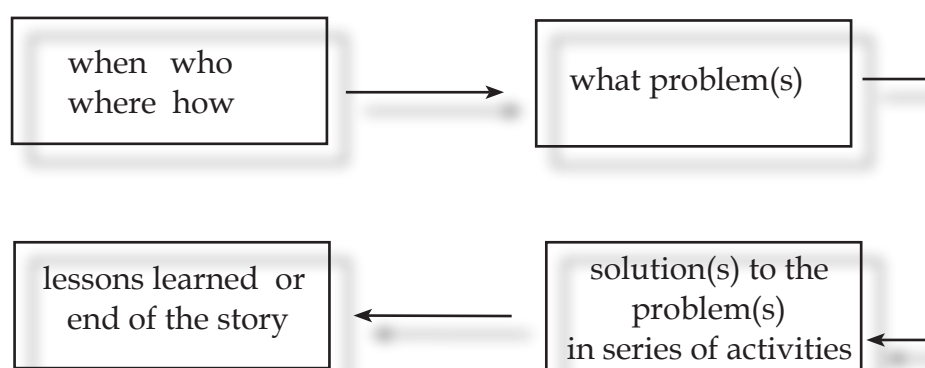 when who
where how
what problem(s)
solution(s) to the
problem(s)
in series of activities
lessons learned or
end of the story